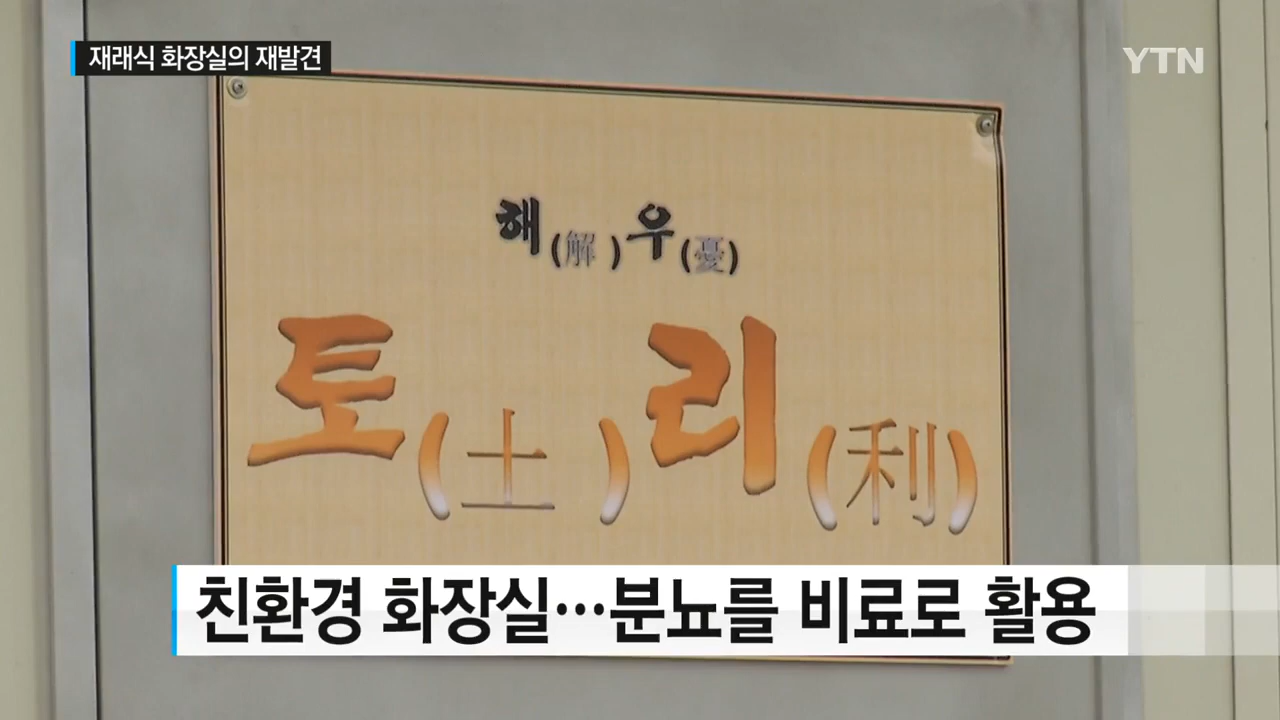 재래식 화장실의 재발견
YTN
해(解)우(憂)
토(土)리(利)
친환경 화장실…분뇨를 비료로 활용